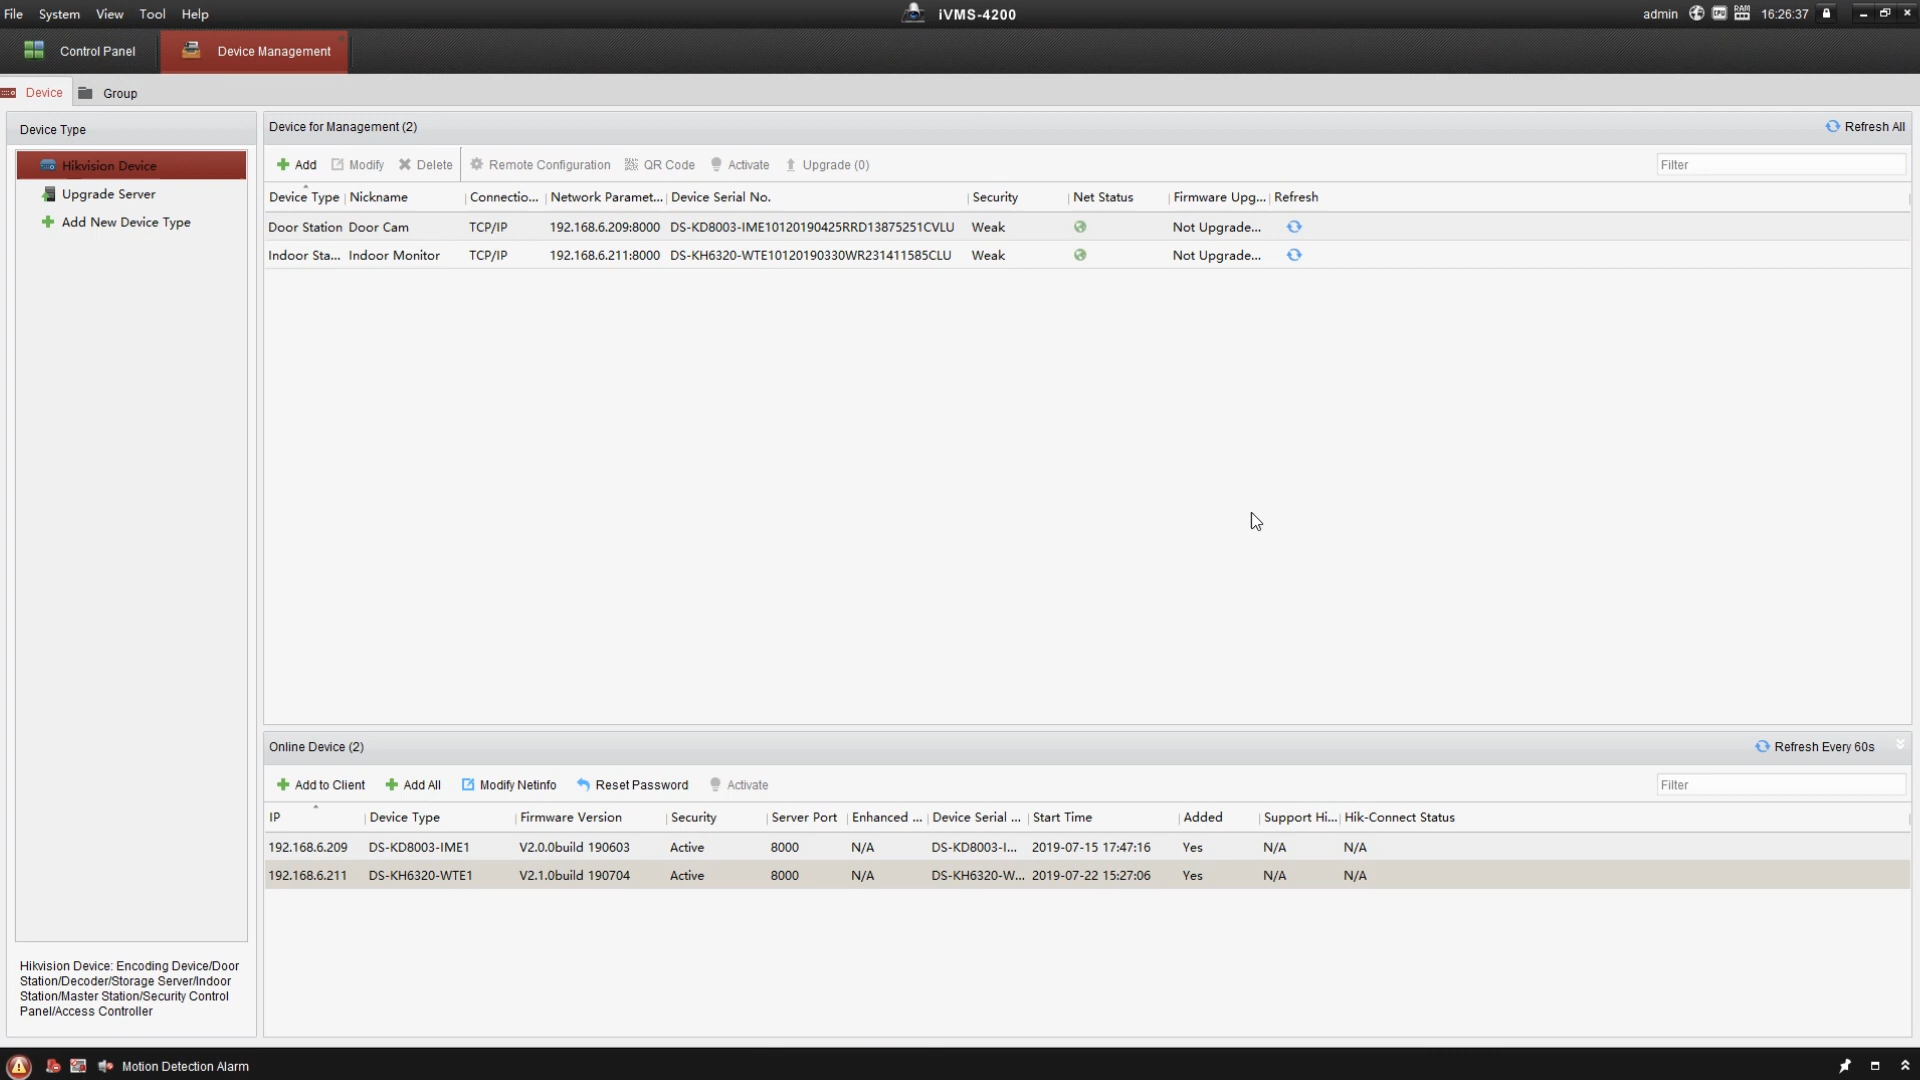 File System View Tool Help iVMS-4200 admin CPU RAM 16:26:37
Control Panel Device Management
Device Group
Device Type
Hikvision Device
Upgrade Server
Add New Device Type
Hikvision Device: Encoding Device/Door
Station/Decoder/Storage Server/Indoor
Station/Master Station/Security Control
Panel/Access Controller
Device for Management (2) Refresh All
Add Modify Delete Remote Configuration QR Code Activate Upgrade (0) Filter
Device Type Nickname Connectio... Network Paramet... Device Serial No. Security Net Status Firmware Upg... Refresh
Door Station Door Cam TCP/IP 192.168.6.209:8000 DS-KD8003-IME10120190425RRD13875251CVLU Weak Not Upgrade...
Indoor Sta... Indoor Monitor TCP/IP 192.168.6.211:8000 DS-KH6320-WTE10120190330WR231411585CLU Weak Not Upgrade...
Online Device (2) Refresh Every 60s
Add to Client Add All Modify Netinfo Reset Password Activate Filter
IP Device Type Firmware Version Security Server Port Enhanced ... Device Serial ... Start Time Added Support Hi... Hik-Connect Status
192.168.6.209 DS-KD8003-IME1 V2.0.0build 190603 Active 8000 N/A DS-KD8003-I... 2019-07-15 17:47:16 Yes N/A N/A
192.168.6.211 DS-KH6320-WTE1 V2.1.0build 190704 Active 8000 N/A DS-KH6320-W... 2019-07-22 15:27:06 Yes N/A N/A
Motion Detection Alarm